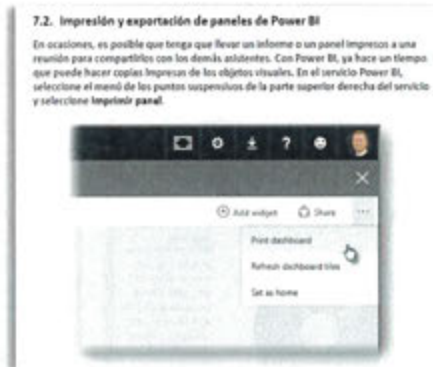 7.2. Impresión y exportación de paneles de Power BI
En ocasiones, es posible que tenga que llevar un informe o un panel impresos a una
reunión para compartirlos con los demás asistentes. Con Power BI, ya hace un tiempo
que puede hacer copias impresas de los objetos visuales. En el servicio Power BI,
seleccione el menú de los puntos suspensivos de la parte superior derecha del servicio
y seleccione Imprimir panel.
?
Add widget Share ...
Print dashboard
Refresh dashboard tiles
Set as home